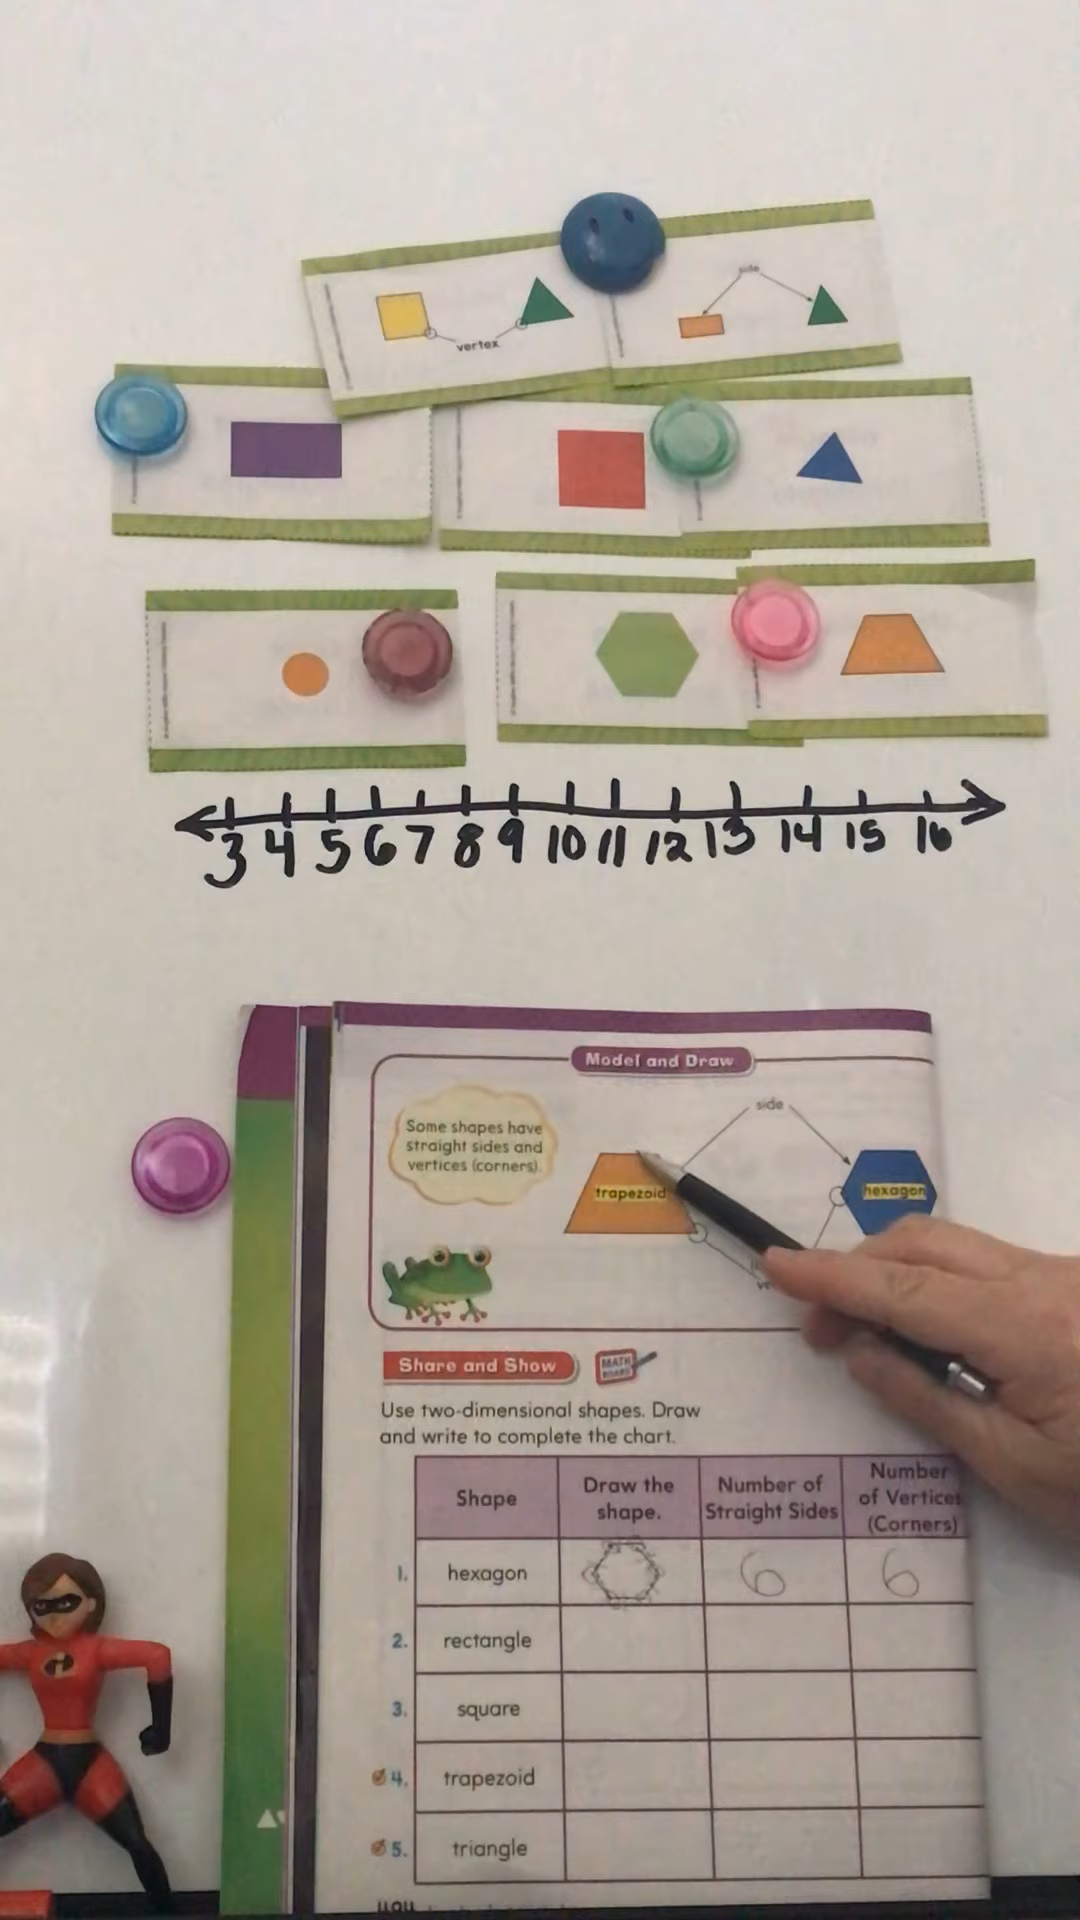 side
vertex
3 4 5 6 7 8 9 10 11 12 13 14 15 16
Model and Draw
side
Some shapes have
straight sides and
vertices (corners).
trapezoid
hexagon
Share and Show
MATH
BOARD
Use two-dimensional shapes. Draw
and write to complete the chart.
Shape
Draw the
shape.
Number of
Straight Sides
Number
of Vertices
(Corners)
1. hexagon 6 6
2. rectangle
3. square
4. trapezoid
5. triangle